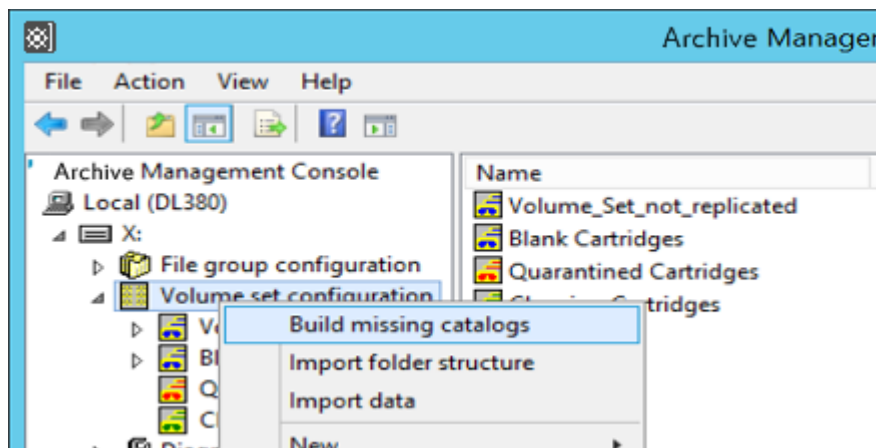 Archive Manager
File Action View Help
Archive Management Console
Local (DL380)
X:
File group configuration
Volume set configuration
Build missing catalogs
Import folder structure
Import data
New
Name
Volume_Set_not_replicated
Blank Cartridges
Quarantined Cartridges